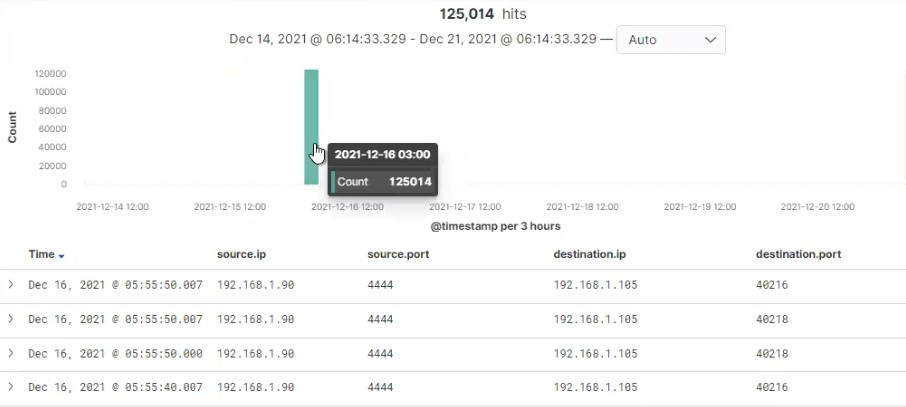 125,014 hits
Dec 14, 2021 @ 06:14:33.329 - Dec 21, 2021 @ 06:14:33.329 — Auto
120000
100000
80000
60000
40000
20000
0
Count
2021-12-16 03:00
Count 125014
2021-12-14 12:00 2021-12-15 12:00 2021-12-16 12:00 2021-12-17 12:00 2021-12-18 12:00 2021-12-19 12:00 2021-12-20 12:00
@timestamp per 3 hours
Time source.ip source.port destination.ip destination.port
Dec 16, 2021 @ 05:55:50.007 192.168.1.90 4444 192.168.1.105 40216
Dec 16, 2021 @ 05:55:50.007 192.168.1.90 4444 192.168.1.105 40218
Dec 16, 2021 @ 05:55:50.000 192.168.1.90 4444 192.168.1.105 40218
Dec 16, 2021 @ 05:55:40.007 192.168.1.90 4444 192.168.1.105 40216